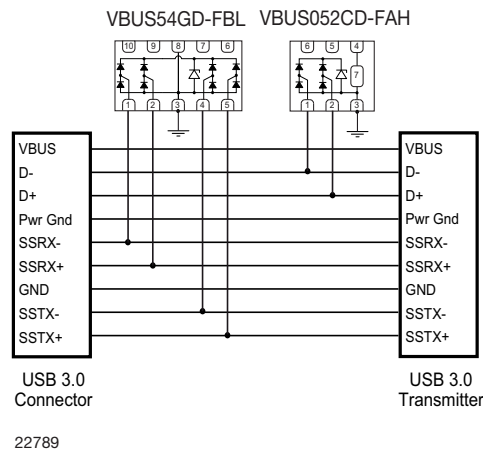 VBUS54GD-FBL VBUS052CD-FAH
10 9 8 7 6
6 5 4
7
1 2 3 4 5
1 2 3
VBUS VBUS
D- D-
D+ D+
Pwr Gnd Pwr Gnd
SSRX- SSRX-
SSRX+ SSRX+
GND GND
SSTX- SSTX-
SSTX+ SSTX+
USB 3.0
Connector
USB 3.0
Transmitter
22789